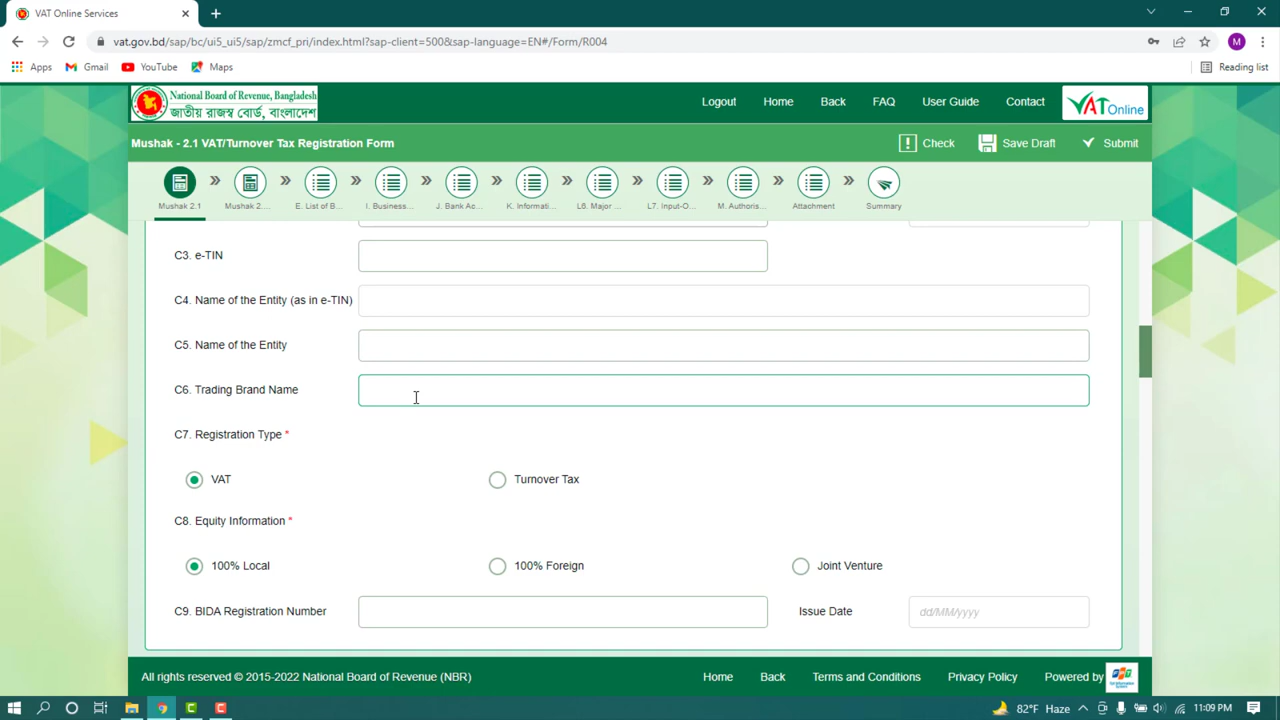 VAT Online Services
vat.gov.bd/sap/bc/ui5_ui5/sap/zmcf_pri/index.html?sap-client=500&sap-language=EN#/Form/R004
M
Apps Gmail YouTube Maps Reading list
National Board of Revenue, Bangladesh
জাতীয় রাজস্ব বোর্ড, বাংলাদেশ
Logout Home Back FAQ User Guide Contact
VAT Online
Mushak - 2.1 VAT/Turnover Tax Registration Form
Check Save Draft Submit
Mushak 2.1 Mushak 2.... E. List of B... I. Business... J. Bank Ac... K. Informati... L6. Major ... L7. Input-O... M. Authoris... Attachment Summary
C3. e-TIN
C4. Name of the Entity (as in e-TIN)
C5. Name of the Entity
C6. Trading Brand Name
C7. Registration Type *
VAT Turnover Tax
C8. Equity Information *
100% Local 100% Foreign Joint Venture
C9. BIDA Registration Number Issue Date dd/MM/yyyy
All rights reserved © 2015-2022 National Board of Revenue (NBR) Home Back Terms and Conditions Privacy Policy Powered by
82°F Haze 11:09 PM